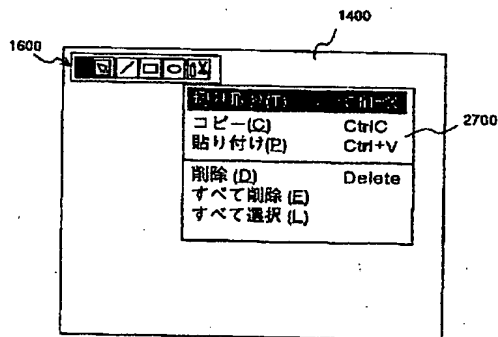 1400
1600
2700
コピー(C) CtrlC
貼り付け(P) Ctrl+V
削除(D) Delete
すべて削除(E)
すべて選択(L)